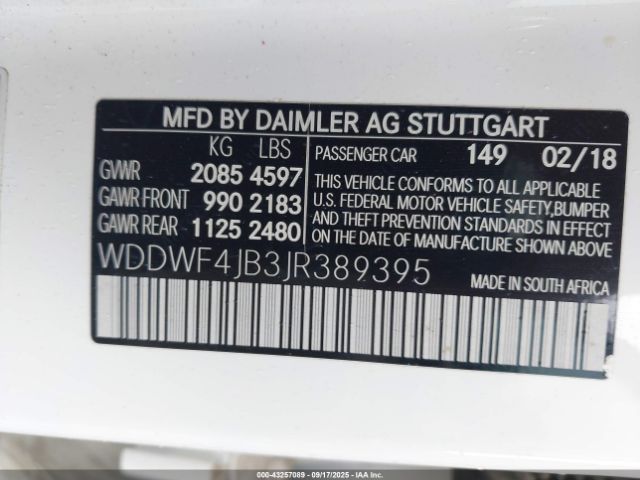 MFD BY DAIMLER AG STUTTGART
KG LBS
GVWR 2085 4597
GAWR FRONT 990 2183
GAWR REAR 1125 2480
PASSENGER CAR 149 02/18
THIS VEHICLE CONFORMS TO ALL APPLICABLE
U.S. FEDERAL MOTOR VEHICLE SAFETY,BUMPER
AND THEFT PREVENTION STANDARDS IN EFFECT
ON THE DATE OF MANUFACTURE SHOWN ABOVE.
WDDWF4JB3JR389395
MADE IN SOUTH AFRICA
000-43257089 - 09/17/2025 - IAAI.COM